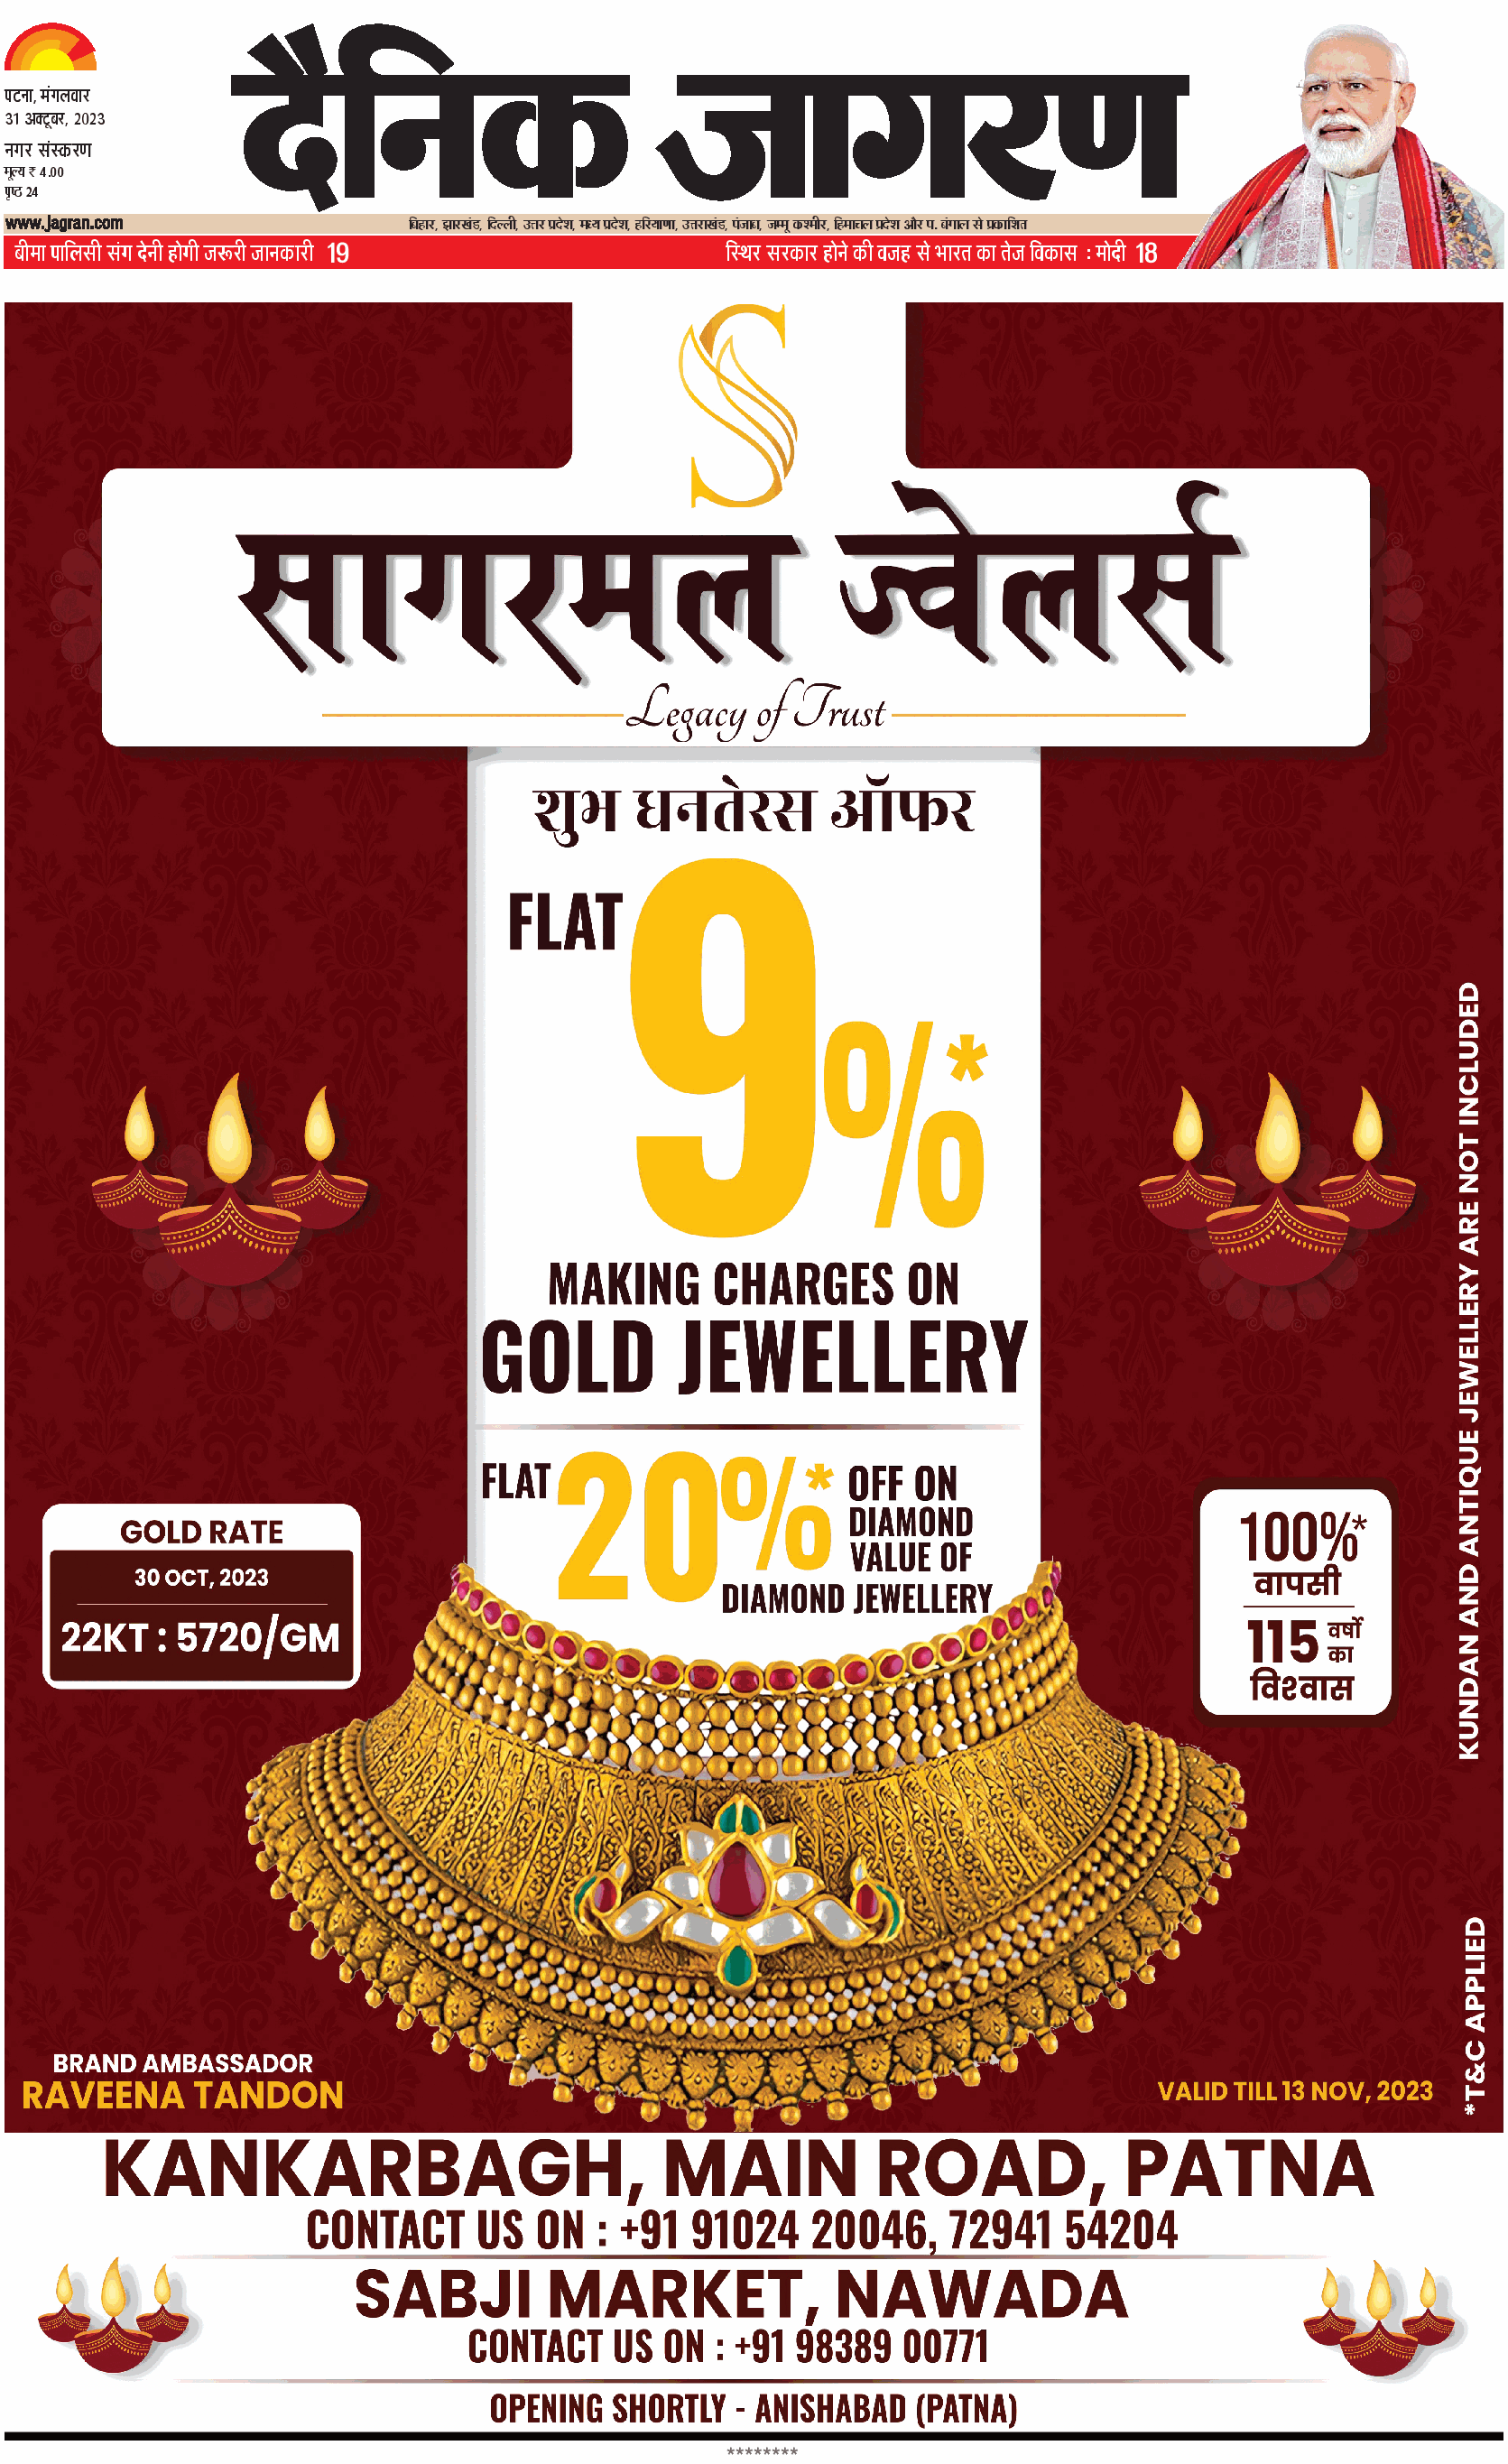 पटना, मंगलवार
31 अक्टूबर, 2023
नगर संस्करण
मूल्य ₹ 4.00
पृष्ठ 24
दैनिक जागरण
www.jagran.com
बिहार, झारखंड, दिल्ली, उत्तर प्रदेश, मध्य प्रदेश, हरियाणा, उत्तराखंड, पंजाब, जम्मू कश्मीर, हिमाचल प्रदेश और प. बंगाल से प्रकाशित
बीमा पालिसी संग देनी होगी जरूरी जानकारी 19
स्थिर सरकार होने की वजह से भारत का तेज विकास : मोदी 18
S
सागरमल ज्वेलर्स
Legacy of Trust
शुभ धनतेरस ऑफर
FLAT
9%*
MAKING CHARGES ON
GOLD JEWELLERY
FLAT 20%* OFF ON
DIAMOND
VALUE OF
DIAMOND JEWELLERY
GOLD RATE
30 OCT, 2023
22KT : 5720/GM
100%*
वापसी
115 वर्षों
का
विश्वास
KUNDAN AND ANTIQUE JEWELLERY ARE NOT INCLUDED
*T&C APPLIED
BRAND AMBASSADOR
RAVEENA TANDON
VALID TILL 13 NOV, 2023
KANKARBAGH, MAIN ROAD, PATNA
CONTACT US ON : +91 91024 20046, 72941 54204
SABJI MARKET, NAWADA
CONTACT US ON : +91 98389 00771
OPENING SHORTLY - ANISHABAD (PATNA)
********